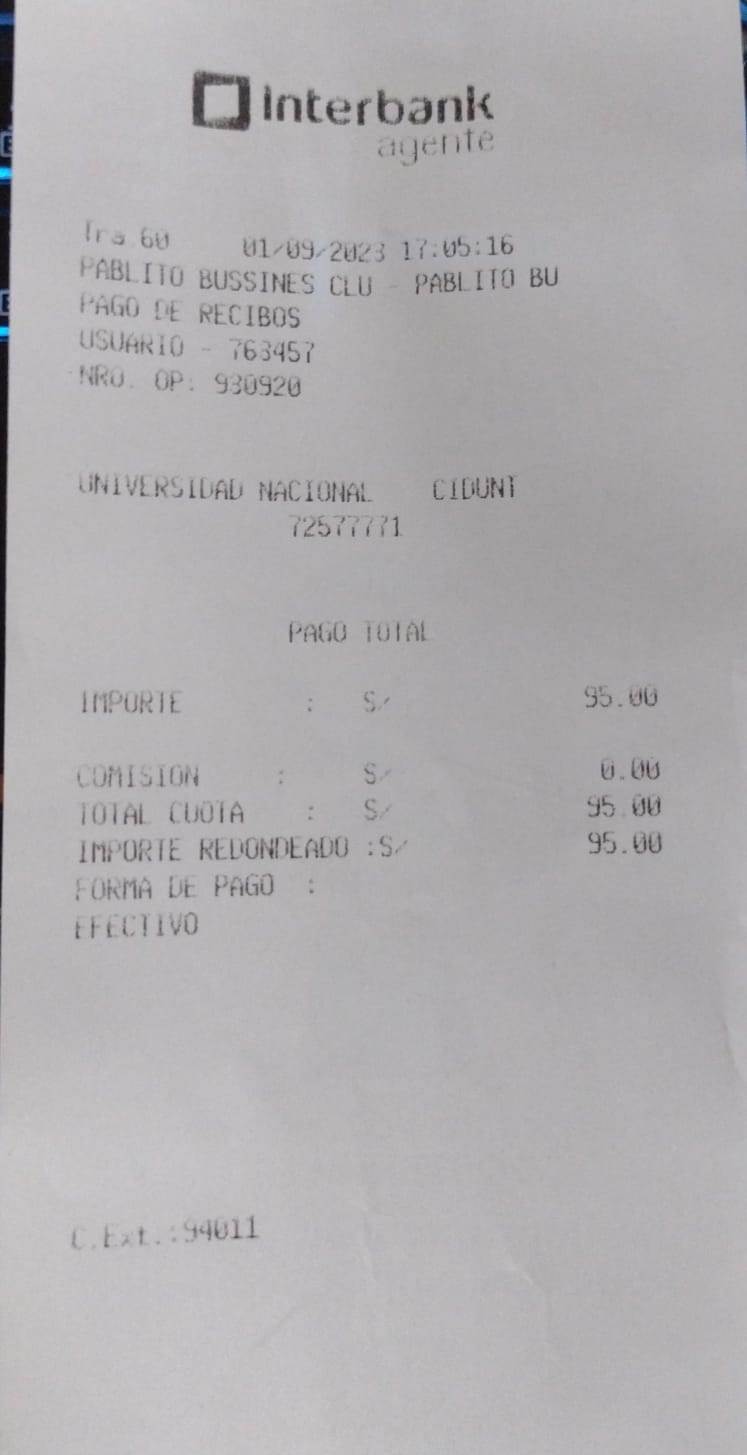 Interbank
agente
Tra 60 01/09/2023 17:05:16
PABLITO BUSSINES CLU - PABLITO BU
PAGO DE RECIBOS
USUARIO - 763457
NRO. OP: 930920
UNIVERSIDAD NACIONAL CIDUNT
72577771
PAGO TOTAL
IMPORTE : S/ 95.00
COMISION : S/ 0.00
TOTAL CUOTA : S/ 95.00
IMPORTE REDONDEADO :S/ 95.00
FORMA DE PAGO :
EFECTIVO
C.Ext.:94011